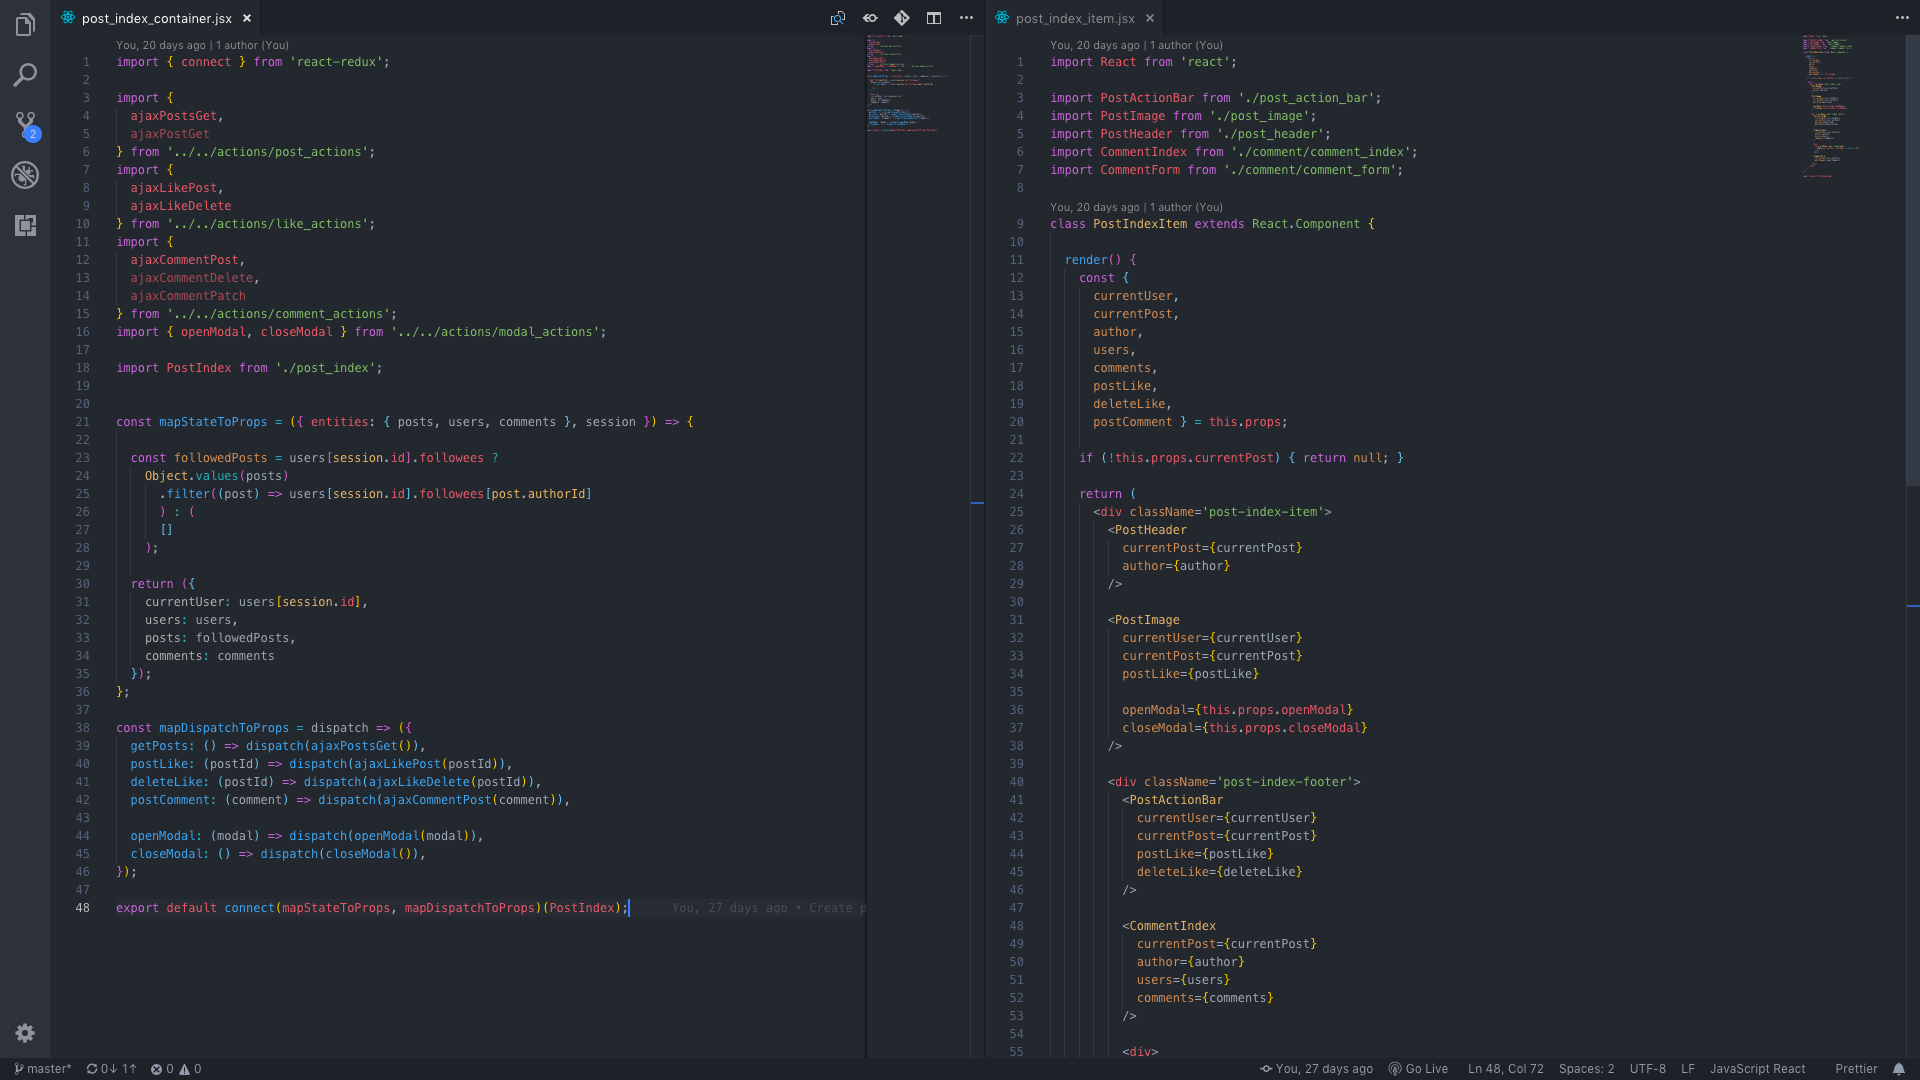 post_index_container.jsx ×
You, 20 days ago | 1 author (You)
1 import { connect } from 'react-redux';
2
3 import {
4 ajaxPostsGet,
5 ajaxPostGet
6 } from '../../actions/post_actions';
7 import {
8 ajaxLikePost,
9 ajaxLikeDelete
10 } from '../../actions/like_actions';
11 import {
12 ajaxCommentPost,
13 ajaxCommentDelete,
14 ajaxCommentPatch
15 } from '../../actions/comment_actions';
16 import { openModal, closeModal } from '../../actions/modal_actions';
17
18 import PostIndex from './post_index';
19
20
21 const mapStateToProps = ({ entities: { posts, users, comments }, session }) => {
22
23 const followedPosts = users[session.id].followees ?
24 Object.values(posts)
25 .filter((post) => users[session.id].followees[post.authorId]
26 ) : (
27 []
28 );
29
30 return ({
31 currentUser: users[session.id],
32 users: users,
33 posts: followedPosts,
34 comments: comments
35 });
36 };
37
38 const mapDispatchToProps = dispatch => ({
39 getPosts: () => dispatch(ajaxPostsGet()),
40 postLike: (postId) => dispatch(ajaxLikePost(postId)),
41 deleteLike: (postId) => dispatch(ajaxLikeDelete(postId)),
42 postComment: (comment) => dispatch(ajaxCommentPost(comment)),
43
44 openModal: (modal) => dispatch(openModal(modal)),
45 closeModal: () => dispatch(closeModal()),
46 });
47
48 export default connect(mapStateToProps, mapDispatchToProps)(PostIndex); You, 27 days ago • Create p
post_index_item.jsx ×
You, 20 days ago | 1 author (You)
1 import React from 'react';
2
3 import PostActionBar from './post_action_bar';
4 import PostImage from './post_image';
5 import PostHeader from './post_header';
6 import CommentIndex from './comment/comment_index';
7 import CommentForm from './comment/comment_form';
8
You, 20 days ago | 1 author (You)
9 class PostIndexItem extends React.Component {
10
11 render() {
12 const {
13 currentUser,
14 currentPost,
15 author,
16 users,
17 comments,
18 postLike,
19 deleteLike,
20 postComment } = this.props;
21
22 if (!this.props.currentPost) { return null; }
23
24 return (
25 <div className='post-index-item'>
26 <PostHeader
27 currentPost={currentPost}
28 author={author}
29 />
30
31 <PostImage
32 currentUser={currentUser}
33 currentPost={currentPost}
34 postLike={postLike}
35
36 openModal={this.props.openModal}
37 closeModal={this.props.closeModal}
38 />
39
40 <div className='post-index-footer'>
41 <PostActionBar
42 currentUser={currentUser}
43 currentPost={currentPost}
44 postLike={postLike}
45 deleteLike={deleteLike}
46 />
47
48 <CommentIndex
49 currentPost={currentPost}
50 author={author}
51 users={users}
52 comments={comments}
53 />
54
55 <div>
2
master* 0↓ 1↑ 0 0 You, 27 days ago Go Live Ln 48, Col 72 Spaces: 2 UTF-8 LF JavaScript React Prettier